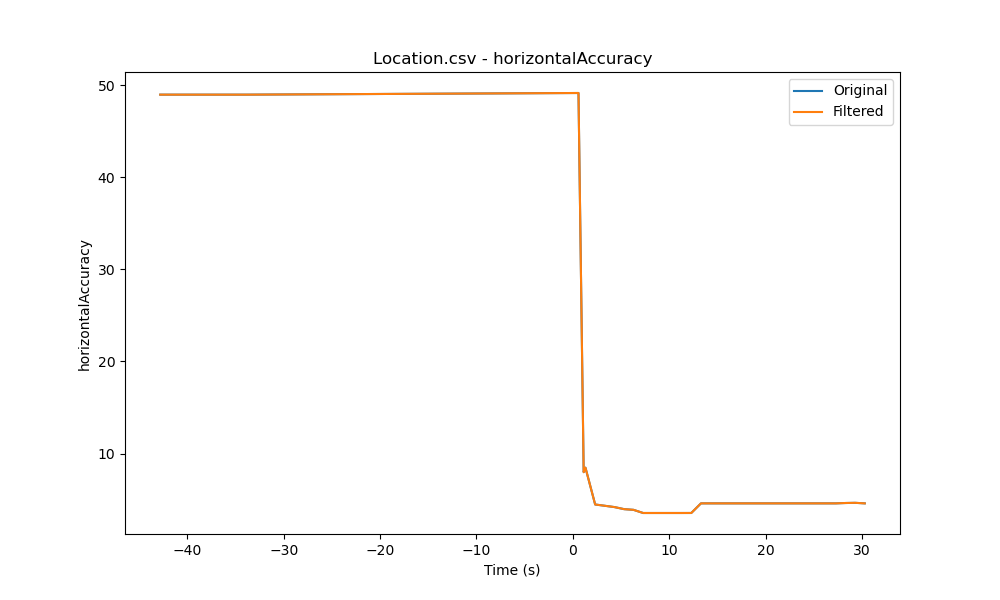 Location.csv - horizontalAccuracy
Original
Filtered
50
40
30
20
10
horizontalAccuracy
−40
−30
−20
−10
0
10
20
30
Time (s)